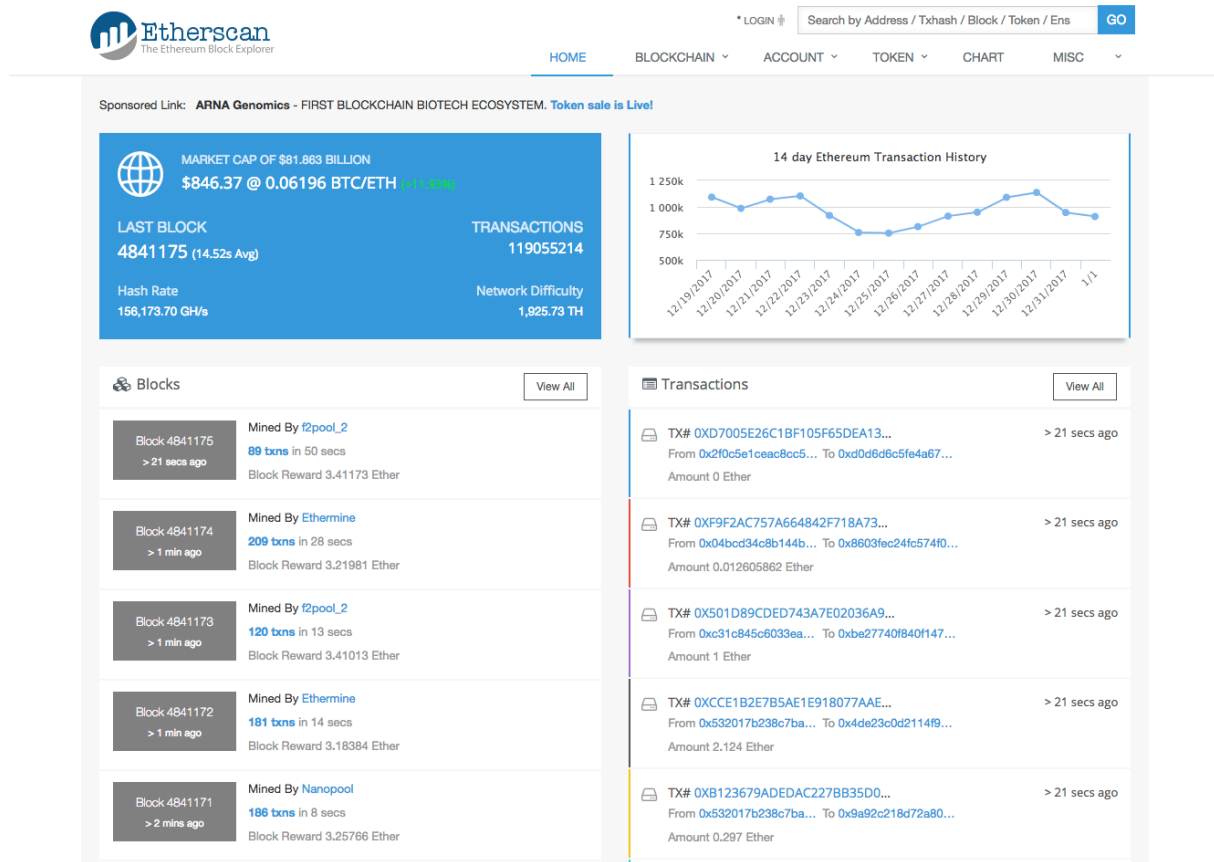 Etherscan
The Ethereum Block Explorer
* LOGIN
Search by Address / Txhash / Block / Token / Ens
GO
HOME
BLOCKCHAIN
ACCOUNT
TOKEN
CHART
MISC
Sponsored Link: ARNA Genomics - FIRST BLOCKCHAIN BIOTECH ECOSYSTEM. Token sale is Live!
MARKET CAP OF $81.863 BILLION
$846.37 @ 0.06196 BTC/ETH
LAST BLOCK
4841175 (14.52s Avg)
TRANSACTIONS
119055214
Hash Rate
156,173.70 GH/s
Network Difficulty
1,925.73 TH
14 day Ethereum Transaction History
1 250k
1 000k
750k
500k
12/19/2017
12/20/2017
12/21/2017
12/22/2017
12/23/2017
12/24/2017
12/25/2017
12/26/2017
12/27/2017
12/28/2017
12/29/2017
12/30/2017
12/31/2017
1/1
Blocks
View All
Block 4841175
> 21 secs ago
Mined By f2pool_2
89 txns in 50 secs
Block Reward 3.41173 Ether
Block 4841174
> 1 min ago
Mined By Ethermine
209 txns in 28 secs
Block Reward 3.21981 Ether
Block 4841173
> 1 min ago
Mined By f2pool_2
120 txns in 13 secs
Block Reward 3.41013 Ether
Block 4841172
> 1 min ago
Mined By Ethermine
181 txns in 14 secs
Block Reward 3.18384 Ether
Block 4841171
> 2 mins ago
Mined By Nanopool
186 txns in 8 secs
Block Reward 3.25766 Ether
Transactions
View All
TX# 0XD7005E26C1BF105F65DEA13...
> 21 secs ago
From 0x2f0c5e1ceac8cc5... To 0xd0d6d6c5fe4a67...
Amount 0 Ether
TX# 0XF9F2AC757A664842F718A73...
> 21 secs ago
From 0x04bcd34c8b144b... To 0x8603fec24fc574f0...
Amount 0.012605862 Ether
TX# 0X501D89CDED743A7E02036A9...
> 21 secs ago
From 0xc31c845c6033ea... To 0xbe27740f840f147...
Amount 1 Ether
TX# 0XCCE1B2E7B5AE1E918077AAE...
> 21 secs ago
From 0x532017b238c7ba... To 0x4de23c0d2114f9...
Amount 2.124 Ether
TX# 0XB123679ADEDAC227BB35D0...
> 21 secs ago
From 0x532017b238c7ba... To 0x9a92c218d72a80...
Amount 0.297 Ether